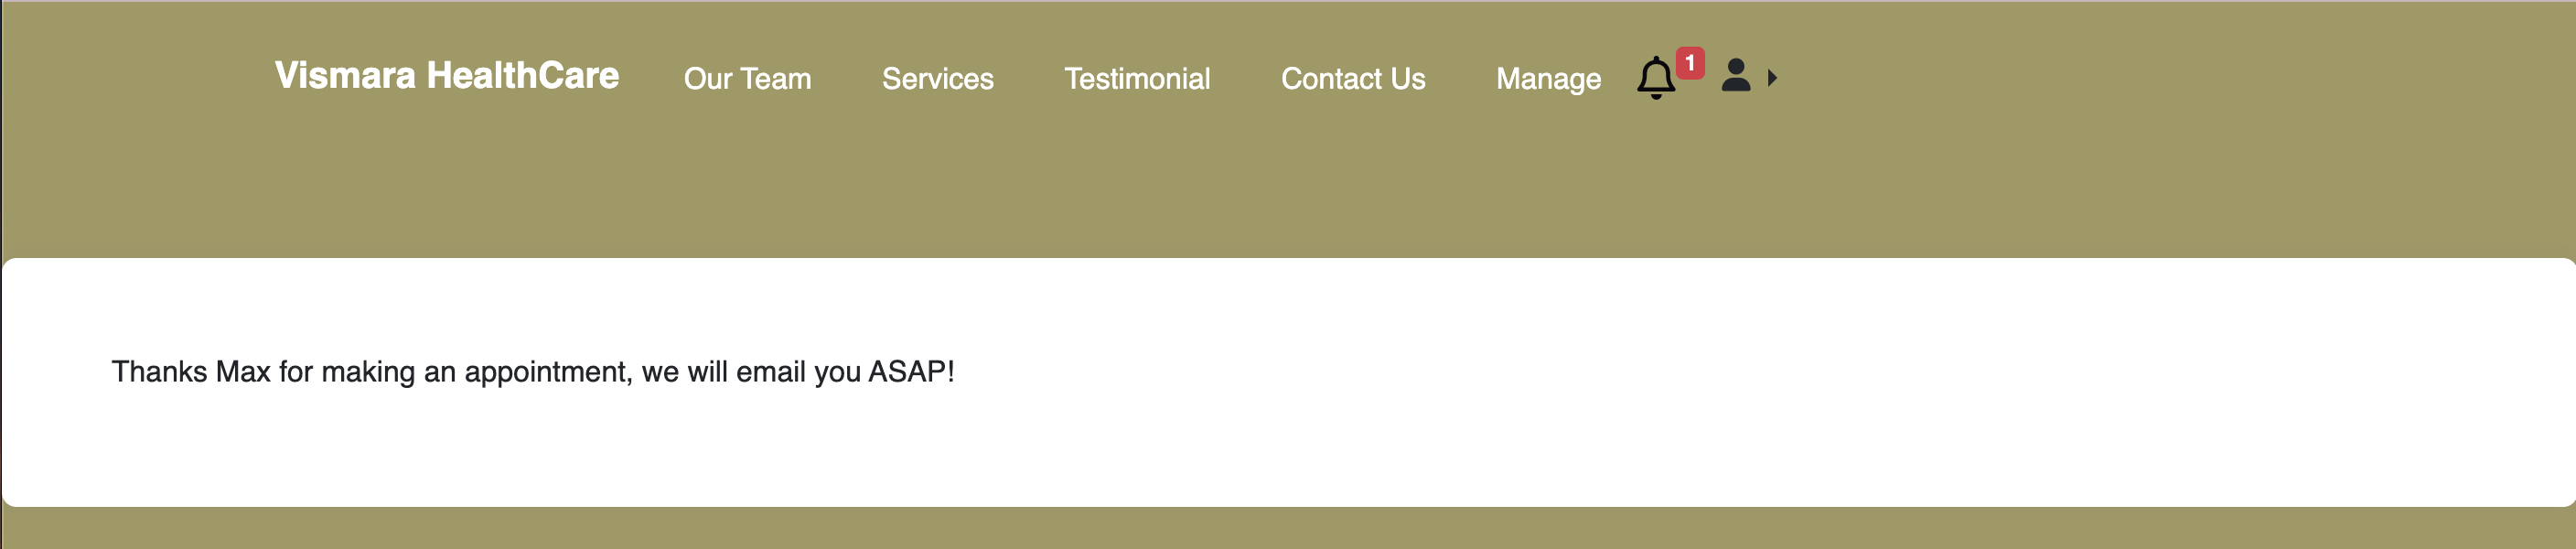 Vismara HealthCare Our Team Services Testimonial Contact Us Manage 1
Thanks Max for making an appointment, we will email you ASAP!